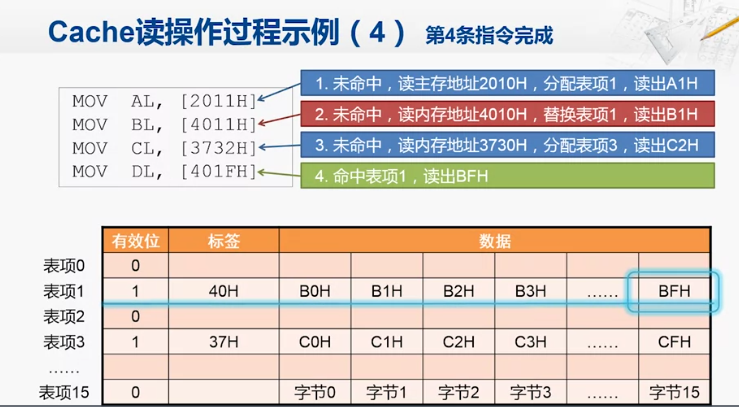 Cache读操作过程示例（4） 第4条指令完成
MOV AL, [2011H]
MOV BL, [4011H]
MOV CL, [3732H]
MOV DL, [401FH]
1. 未命中，读主存地址2010H，分配表项1，读出A1H
2. 未命中，读内存地址4010H，替换表项1，读出B1H
3. 未命中，读内存地址3730H，分配表项3，读出C2H
4. 命中表项1，读出BFH
有效位 标签 数据
表项0 0
表项1 1 40H B0H B1H B2H B3H …… BFH
表项2 0
表项3 1 37H C0H C1H C2H C3H …… CFH
……
表项15 0 字节0 字节1 字节2 字节3 …… 字节15